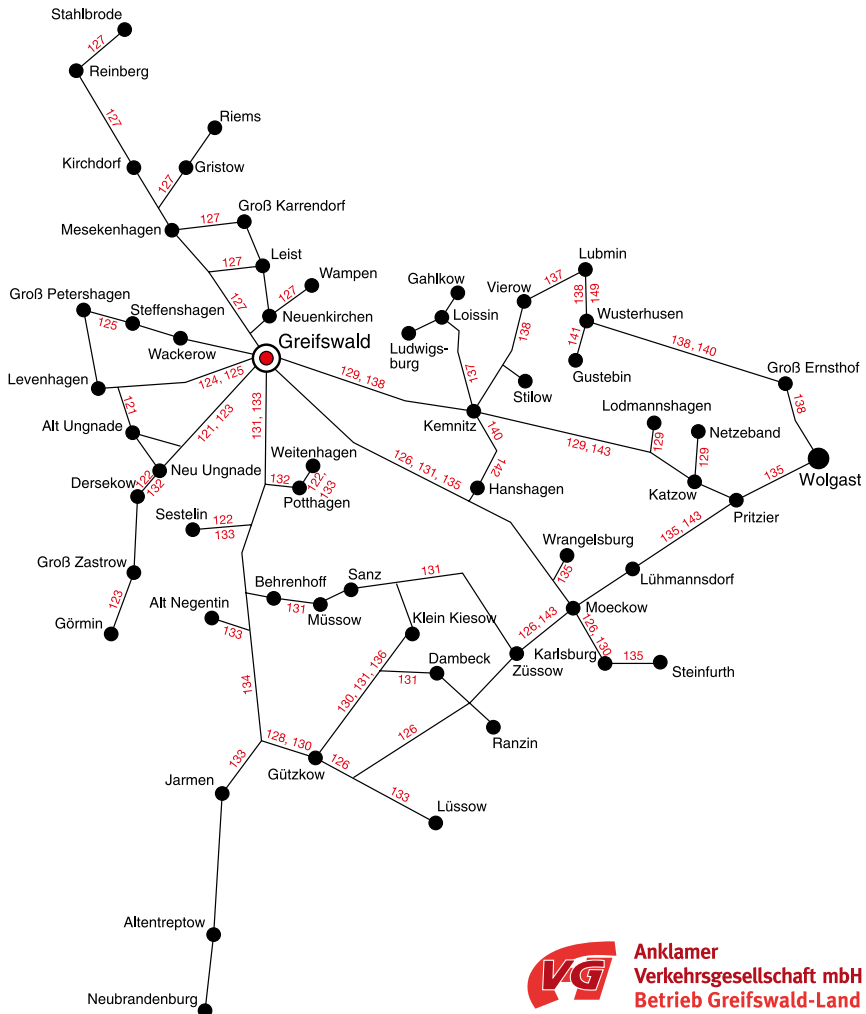 Stahlbrode
127
Reinberg
127
Riems
Kirchdorf
Gristow
127
Groß Karrendorf
127
Mesekenhagen
Leist
127
Wampen
127
127
Neuenkirchen
Groß Petershagen
Steffenshagen
125
Wackerow
Greifswald
Levenhagen
124, 125
121
Alt Ungnade
121, 123
Neu Ungnade
122
132
Dersekow
Groß Zastrow
123
Görmin
131, 133
Weitenhagen
132
122,
133
Potthagen
Sestelin
122
133
Gahlkow
Loissin
Ludwigs-
burg
137
129, 138
Kemnitz
Vierow
137
Lubmin
138
138
149
Wusterhusen
141
Gustebin
Stilow
138, 140
Groß Ernsthof
138
Wolgast
Lodmannshagen
129
Netzeband
129
129, 143
Katzow
Pritzier
135
140
142
Hanshagen
126, 131, 135
Wrangelsburg
135
135, 143
Lühmannsdorf
Moeckow
126, 143
126, 130
Karlsburg
135
Steinfurth
Züssow
Sanz
131
Behrenhoff
131
Müssow
Alt Negentin
133
Klein Kiesow
130, 131, 136
Dambeck
131
Ranzin
134
128, 130
126
126
Gützkow
133
133
Jarmen
Lüssow
Altentreptow
Neubrandenburg
VG
Anklamer
Verkehrsgesellschaft mbH
Betrieb Greifswald-Land